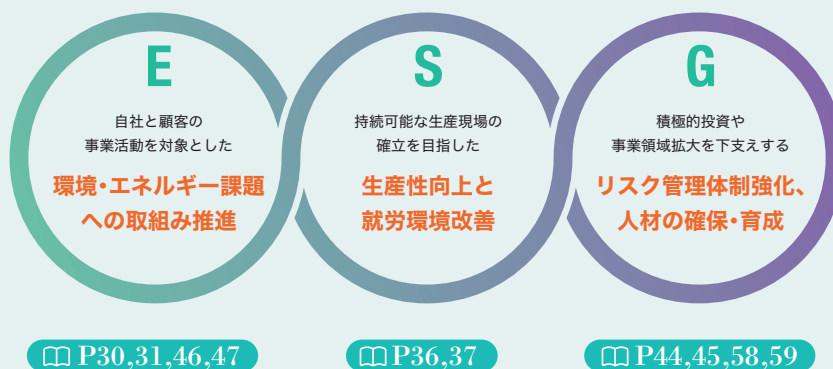 E
自社と顧客の
事業活動を対象とした
環境・エネルギー課題
への取組み推進
P30,31,46,47
S
持続可能な生産現場の
確立を目指した
生産性向上と
就労環境改善
P36,37
G
積極的投資や
事業領域拡大を下支えする
リスク管理体制強化、
人材の確保・育成
P44,45,58,59